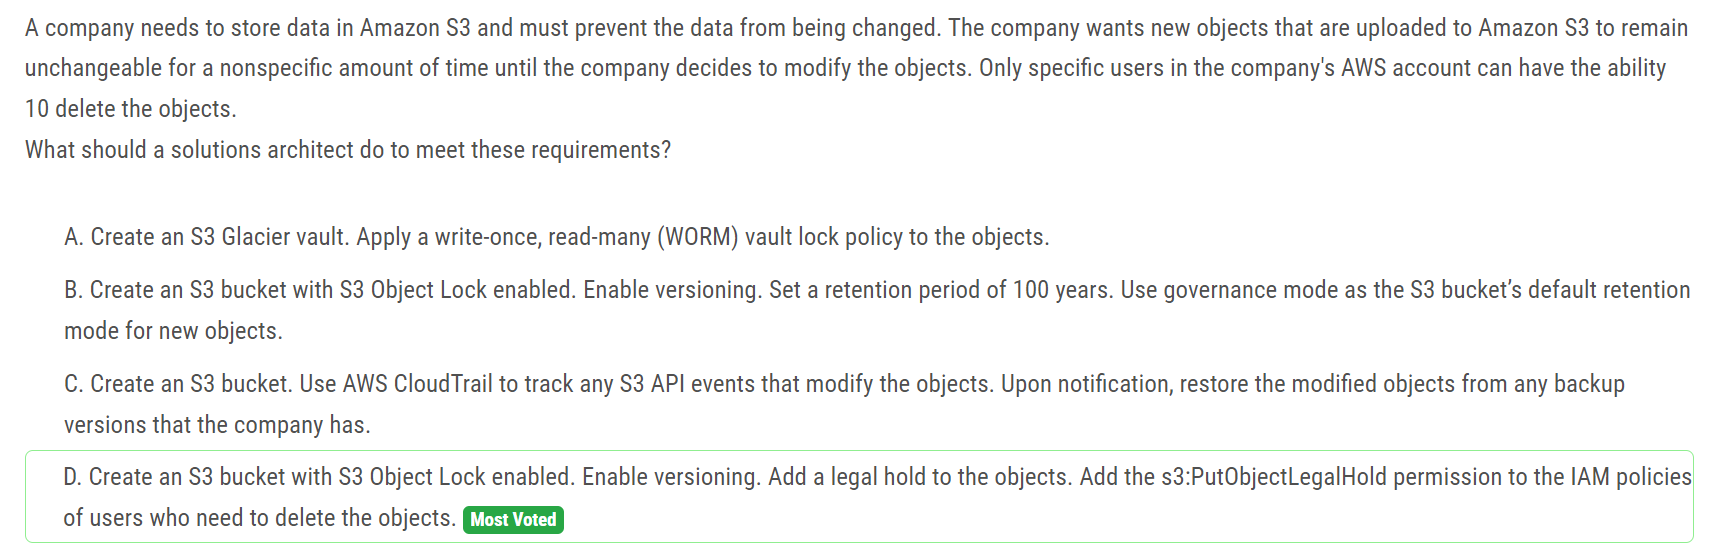 A company needs to store data in Amazon S3 and must prevent the data from being changed. The company wants new objects that are uploaded to Amazon S3 to remain
unchangeable for a nonspecific amount of time until the company decides to modify the objects. Only specific users in the company's AWS account can have the ability
10 delete the objects.
What should a solutions architect do to meet these requirements?
A. Create an S3 Glacier vault. Apply a write-once, read-many (WORM) vault lock policy to the objects.
B. Create an S3 bucket with S3 Object Lock enabled. Enable versioning. Set a retention period of 100 years. Use governance mode as the S3 bucket’s default retention
mode for new objects.
C. Create an S3 bucket. Use AWS CloudTrail to track any S3 API events that modify the objects. Upon notification, restore the modified objects from any backup
versions that the company has.
D. Create an S3 bucket with S3 Object Lock enabled. Enable versioning. Add a legal hold to the objects. Add the s3:PutObjectLegalHold permission to the IAM policies
of users who need to delete the objects. Most Voted